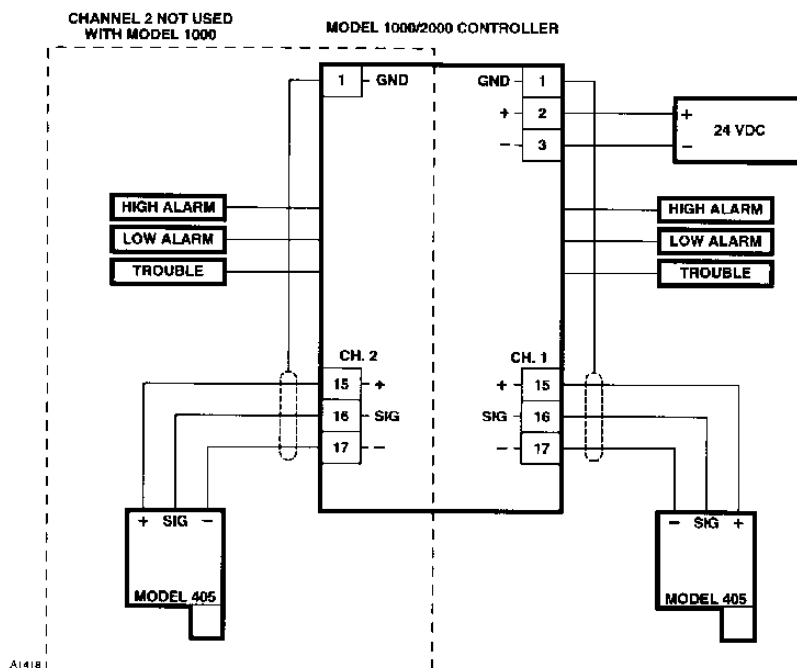 CHANNEL 2 NOT USED
WITH MODEL 1000
MODEL 1000/2000 CONTROLLER
1 GND
GND 1
+ 2
- 3
+
-
24 VDC
HIGH ALARM
LOW ALARM
TROUBLE
HIGH ALARM
LOW ALARM
TROUBLE
CH. 2
15 +
16 SIG
17 -
CH. 1
+ 15
SIG 16
- 17
+ SIG -
MODEL 405
- SIG +
MODEL 405
A1418